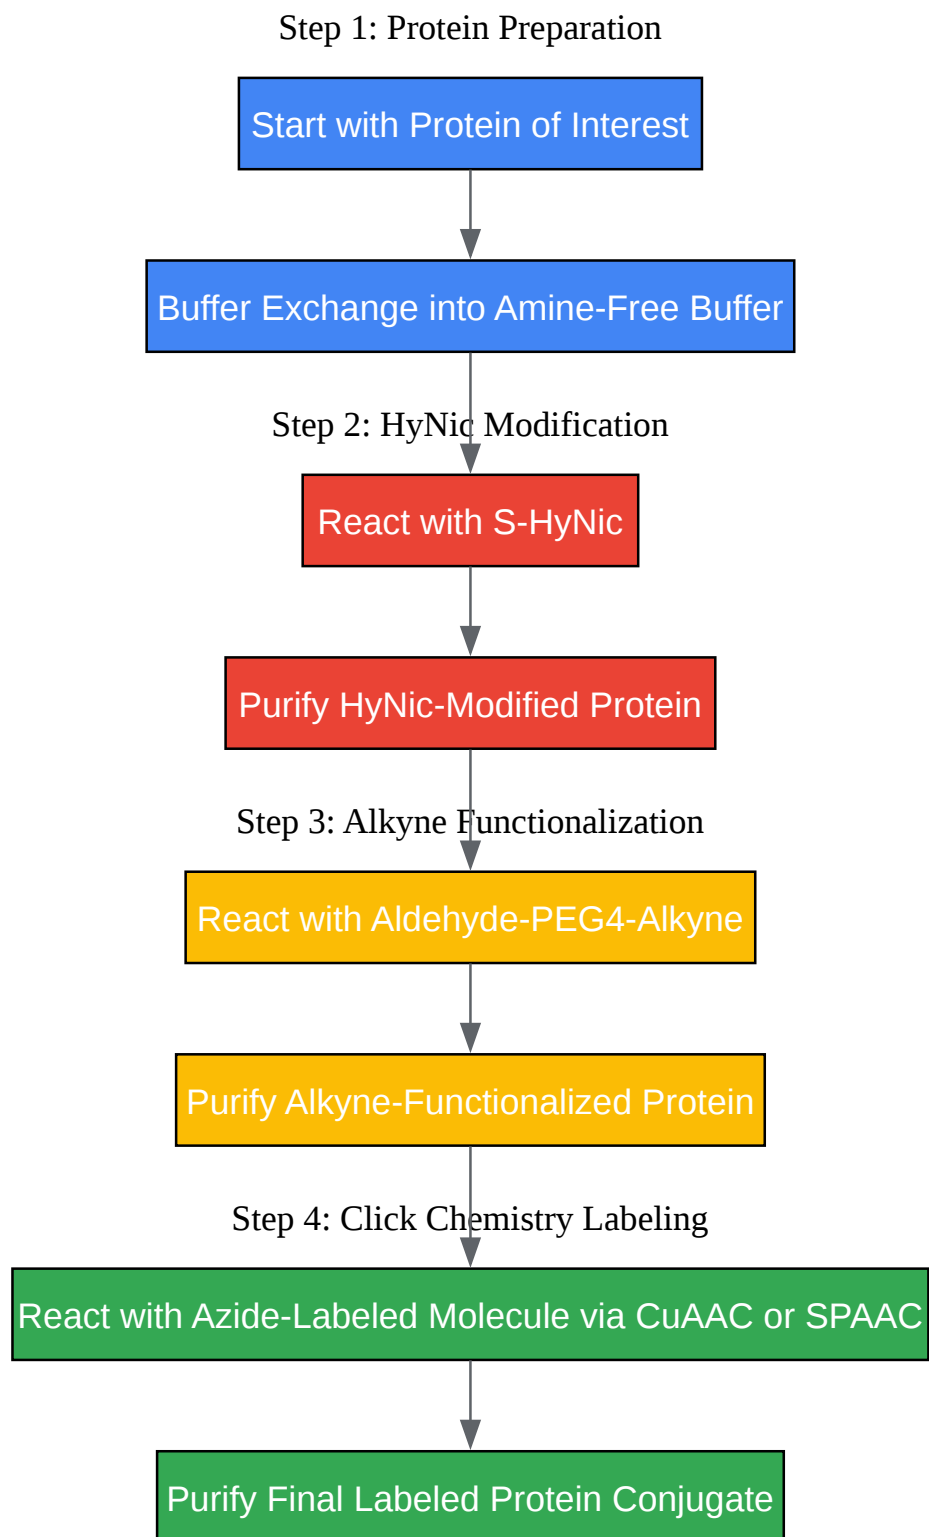 Step 1: Protein Preparation
Start with Protein of Interest
Buffer Exchange into Amine-Free Buffer
Step 2: HyNic Modification
React with S-HyNic
Purify HyNic-Modified Protein
Step 3: Alkyne Functionalization
React with Aldehyde-PEG4-Alkyne
Purify Alkyne-Functionalized Protein
Step 4: Click Chemistry Labeling
React with Azide-Labeled Molecule via CuAAC or SPAAC
Purify Final Labeled Protein Conjugate